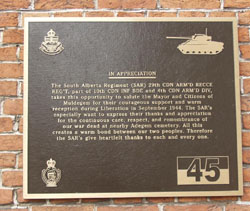 IN APPRECIATION
The South Alberta Regiment (SAR) 29th CDN ARM'D RECCE
REG'T, part of 10th CDN INF BDE and 4th CDN ARM'D DIV,
takes this opportunity to salute the Mayor and Citizens of
Maldegem for their courageous support and warm
reception during Liberation in September 1944. The SAR's
especially want to express their thanks and appreciation
for the continuous care, respect, and remembrance of
our war dead at nearby Adegem cemetery. All this
creates a warm bond between our two peoples. Therefore
the SAR's give heartfelt thanks to each and every one.
45